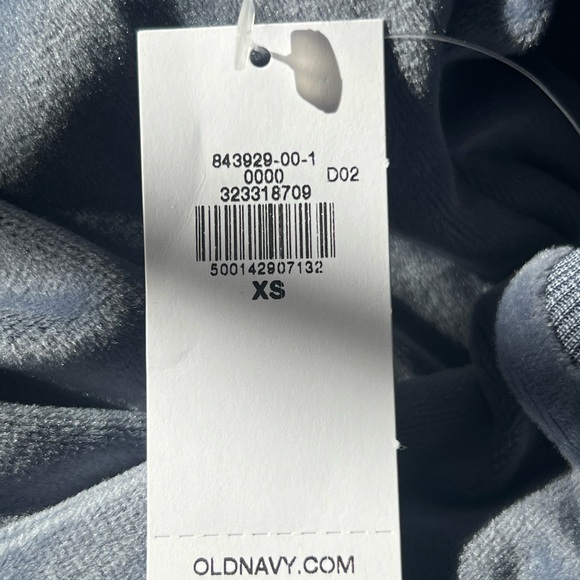 843929-00-1
0000 D02
323318709
500142907132
XS
OLDNAVY.COM